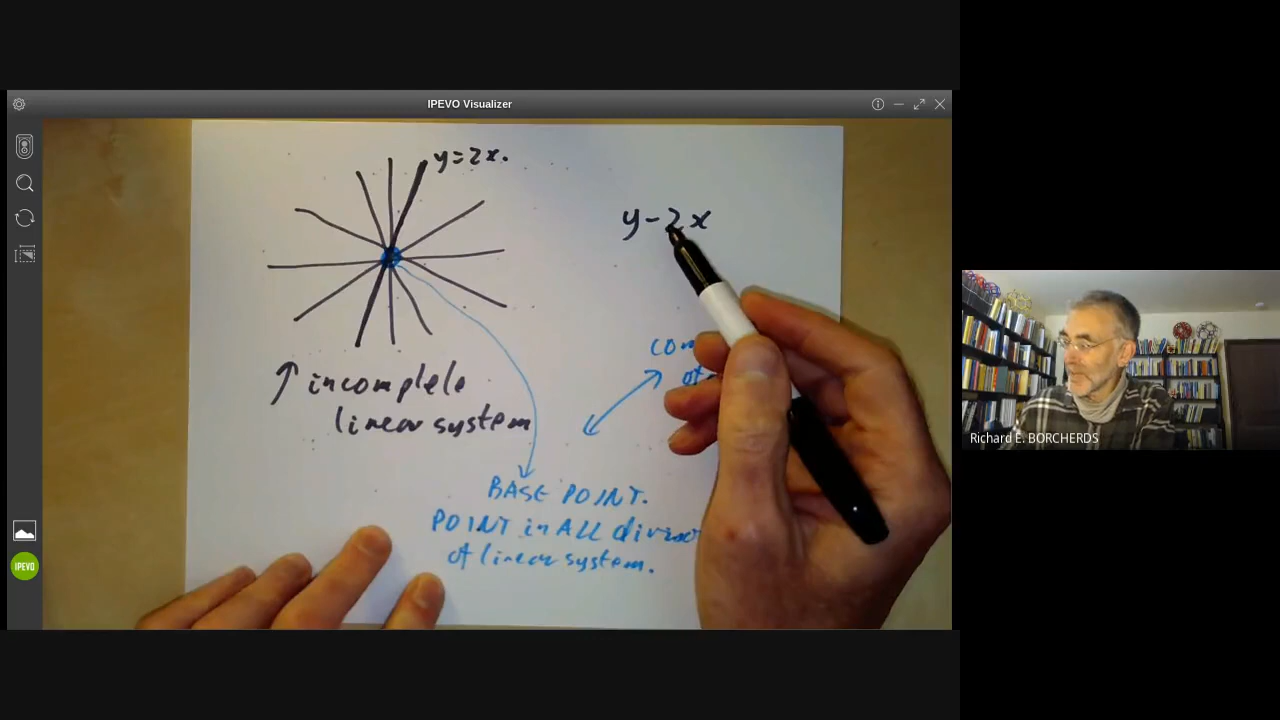 IPEVO Visualizer
y=2x.
y-2x
↑ incomplete
linear system
BASE POINT.
POINT in ALL
of linear system.
IPEVO
Richard E. BORCHERDS